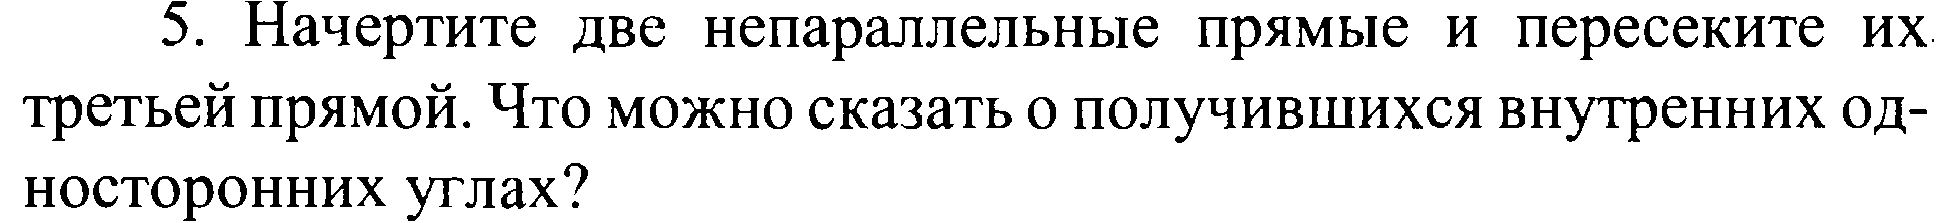 5. Начертите две непараллельные прямые и пересеките их
третьей прямой. Что можно сказать о получившихся внутренних од-
носторонних углах?